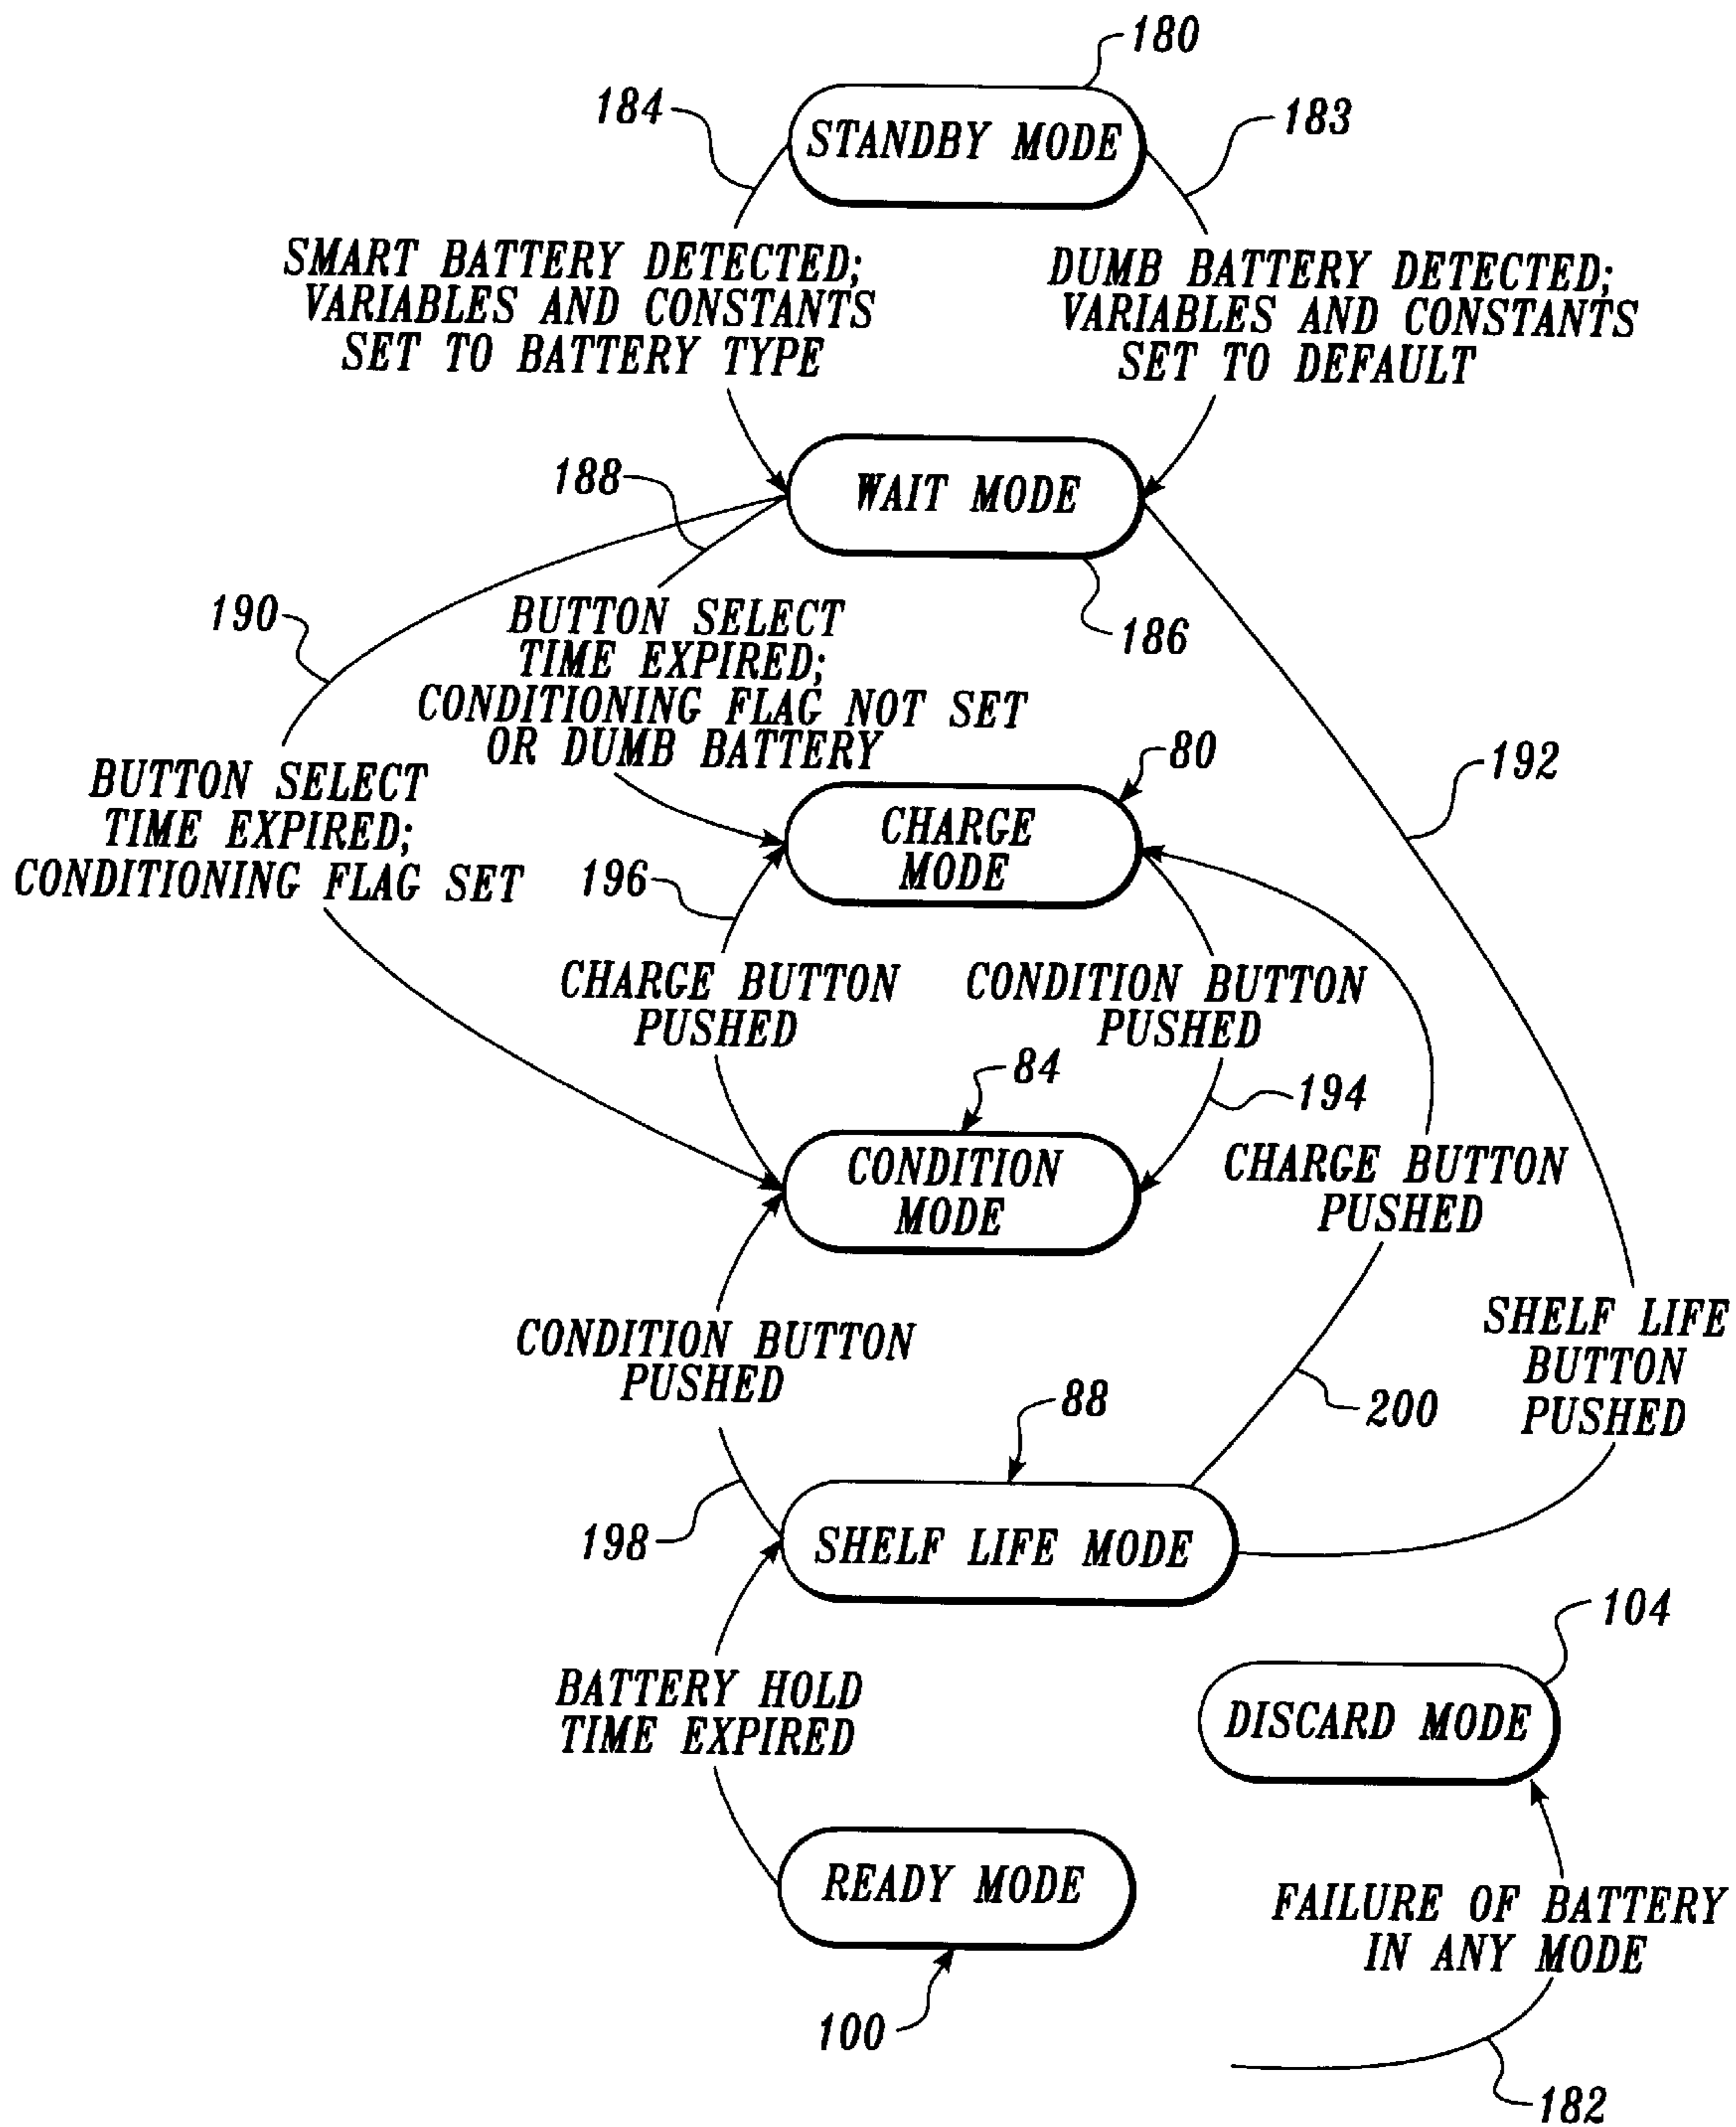 180
184
183
STANDBY MODE
SMART BATTERY DETECTED;
VARIABLES AND CONSTANTS
SET TO BATTERY TYPE
DUMB BATTERY DETECTED;
VARIABLES AND CONSTANTS
SET TO DEFAULT
188
WAIT MODE
190
186
BUTTON SELECT
TIME EXPIRED;
CONDITIONING FLAG NOT SET
OR DUMB BATTERY
80
192
BUTTON SELECT
TIME EXPIRED;
CONDITIONING FLAG SET
CHARGE
MODE
196
CHARGE BUTTON
PUSHED
CONDITION BUTTON
PUSHED
84
194
CONDITION
MODE
CHARGE BUTTON
PUSHED
CONDITION BUTTON
PUSHED
SHELF LIFE
BUTTON
PUSHED
88
200
198
SHELF LIFE MODE
104
BATTERY HOLD
TIME EXPIRED
DISCARD MODE
READY MODE
FAILURE OF BATTERY
IN ANY MODE
100
182